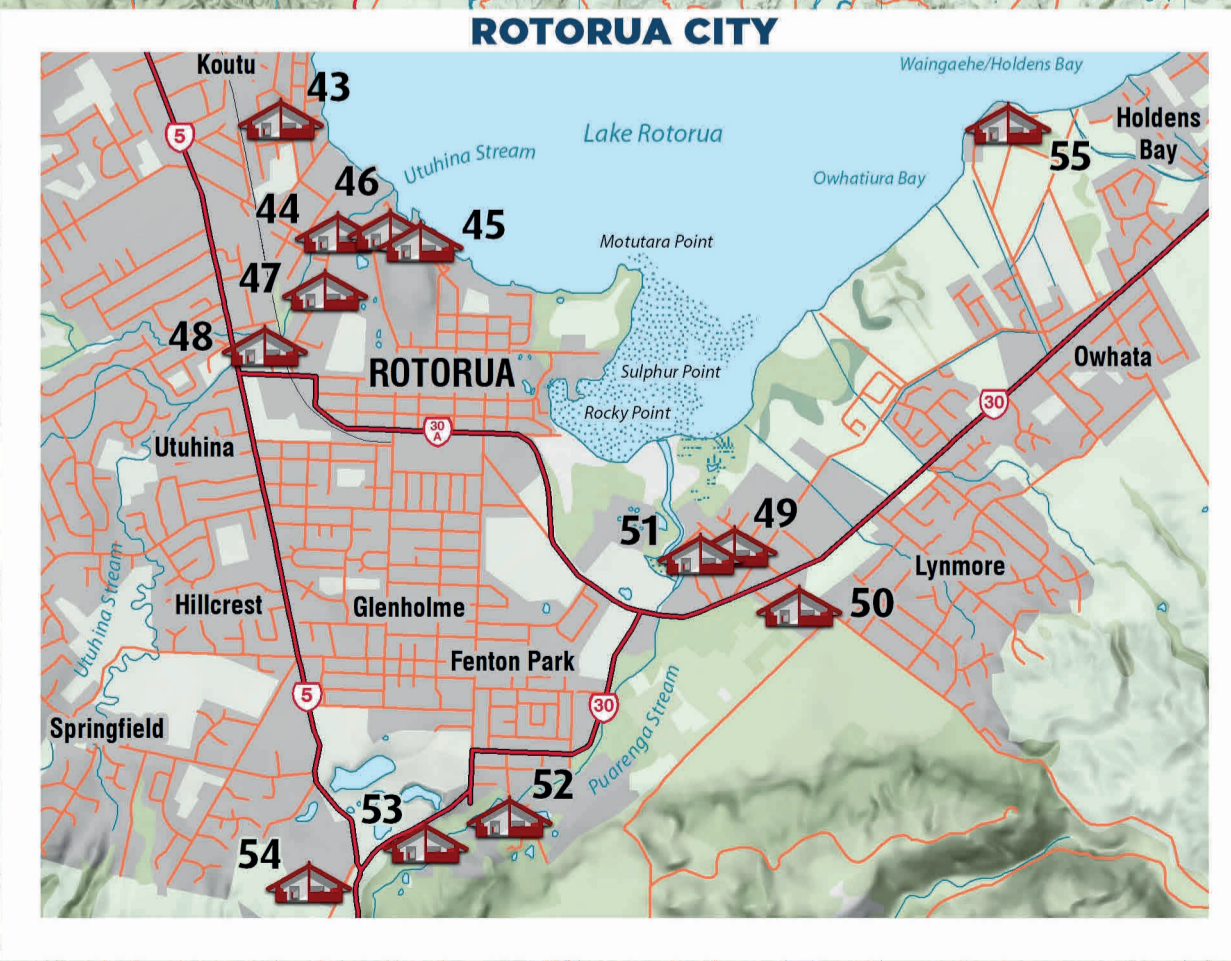 ROTORUA CITY
Koutu
43
Waingaehe/Holdens Bay
5
Lake Rotorua
Holdens
Bay
55
Utuhina Stream
46
Owhatiura Bay
44
45
Motutara Point
47
48
ROTORUA
Sulphur Point
Owhata
Rocky Point
30
30
A
Utuhina
51
49
Lynmore
Utuhina Stream
Hillcrest
Glenholme
50
Fenton Park
5
30
Puarenga Stream
Springfield
52
53
54